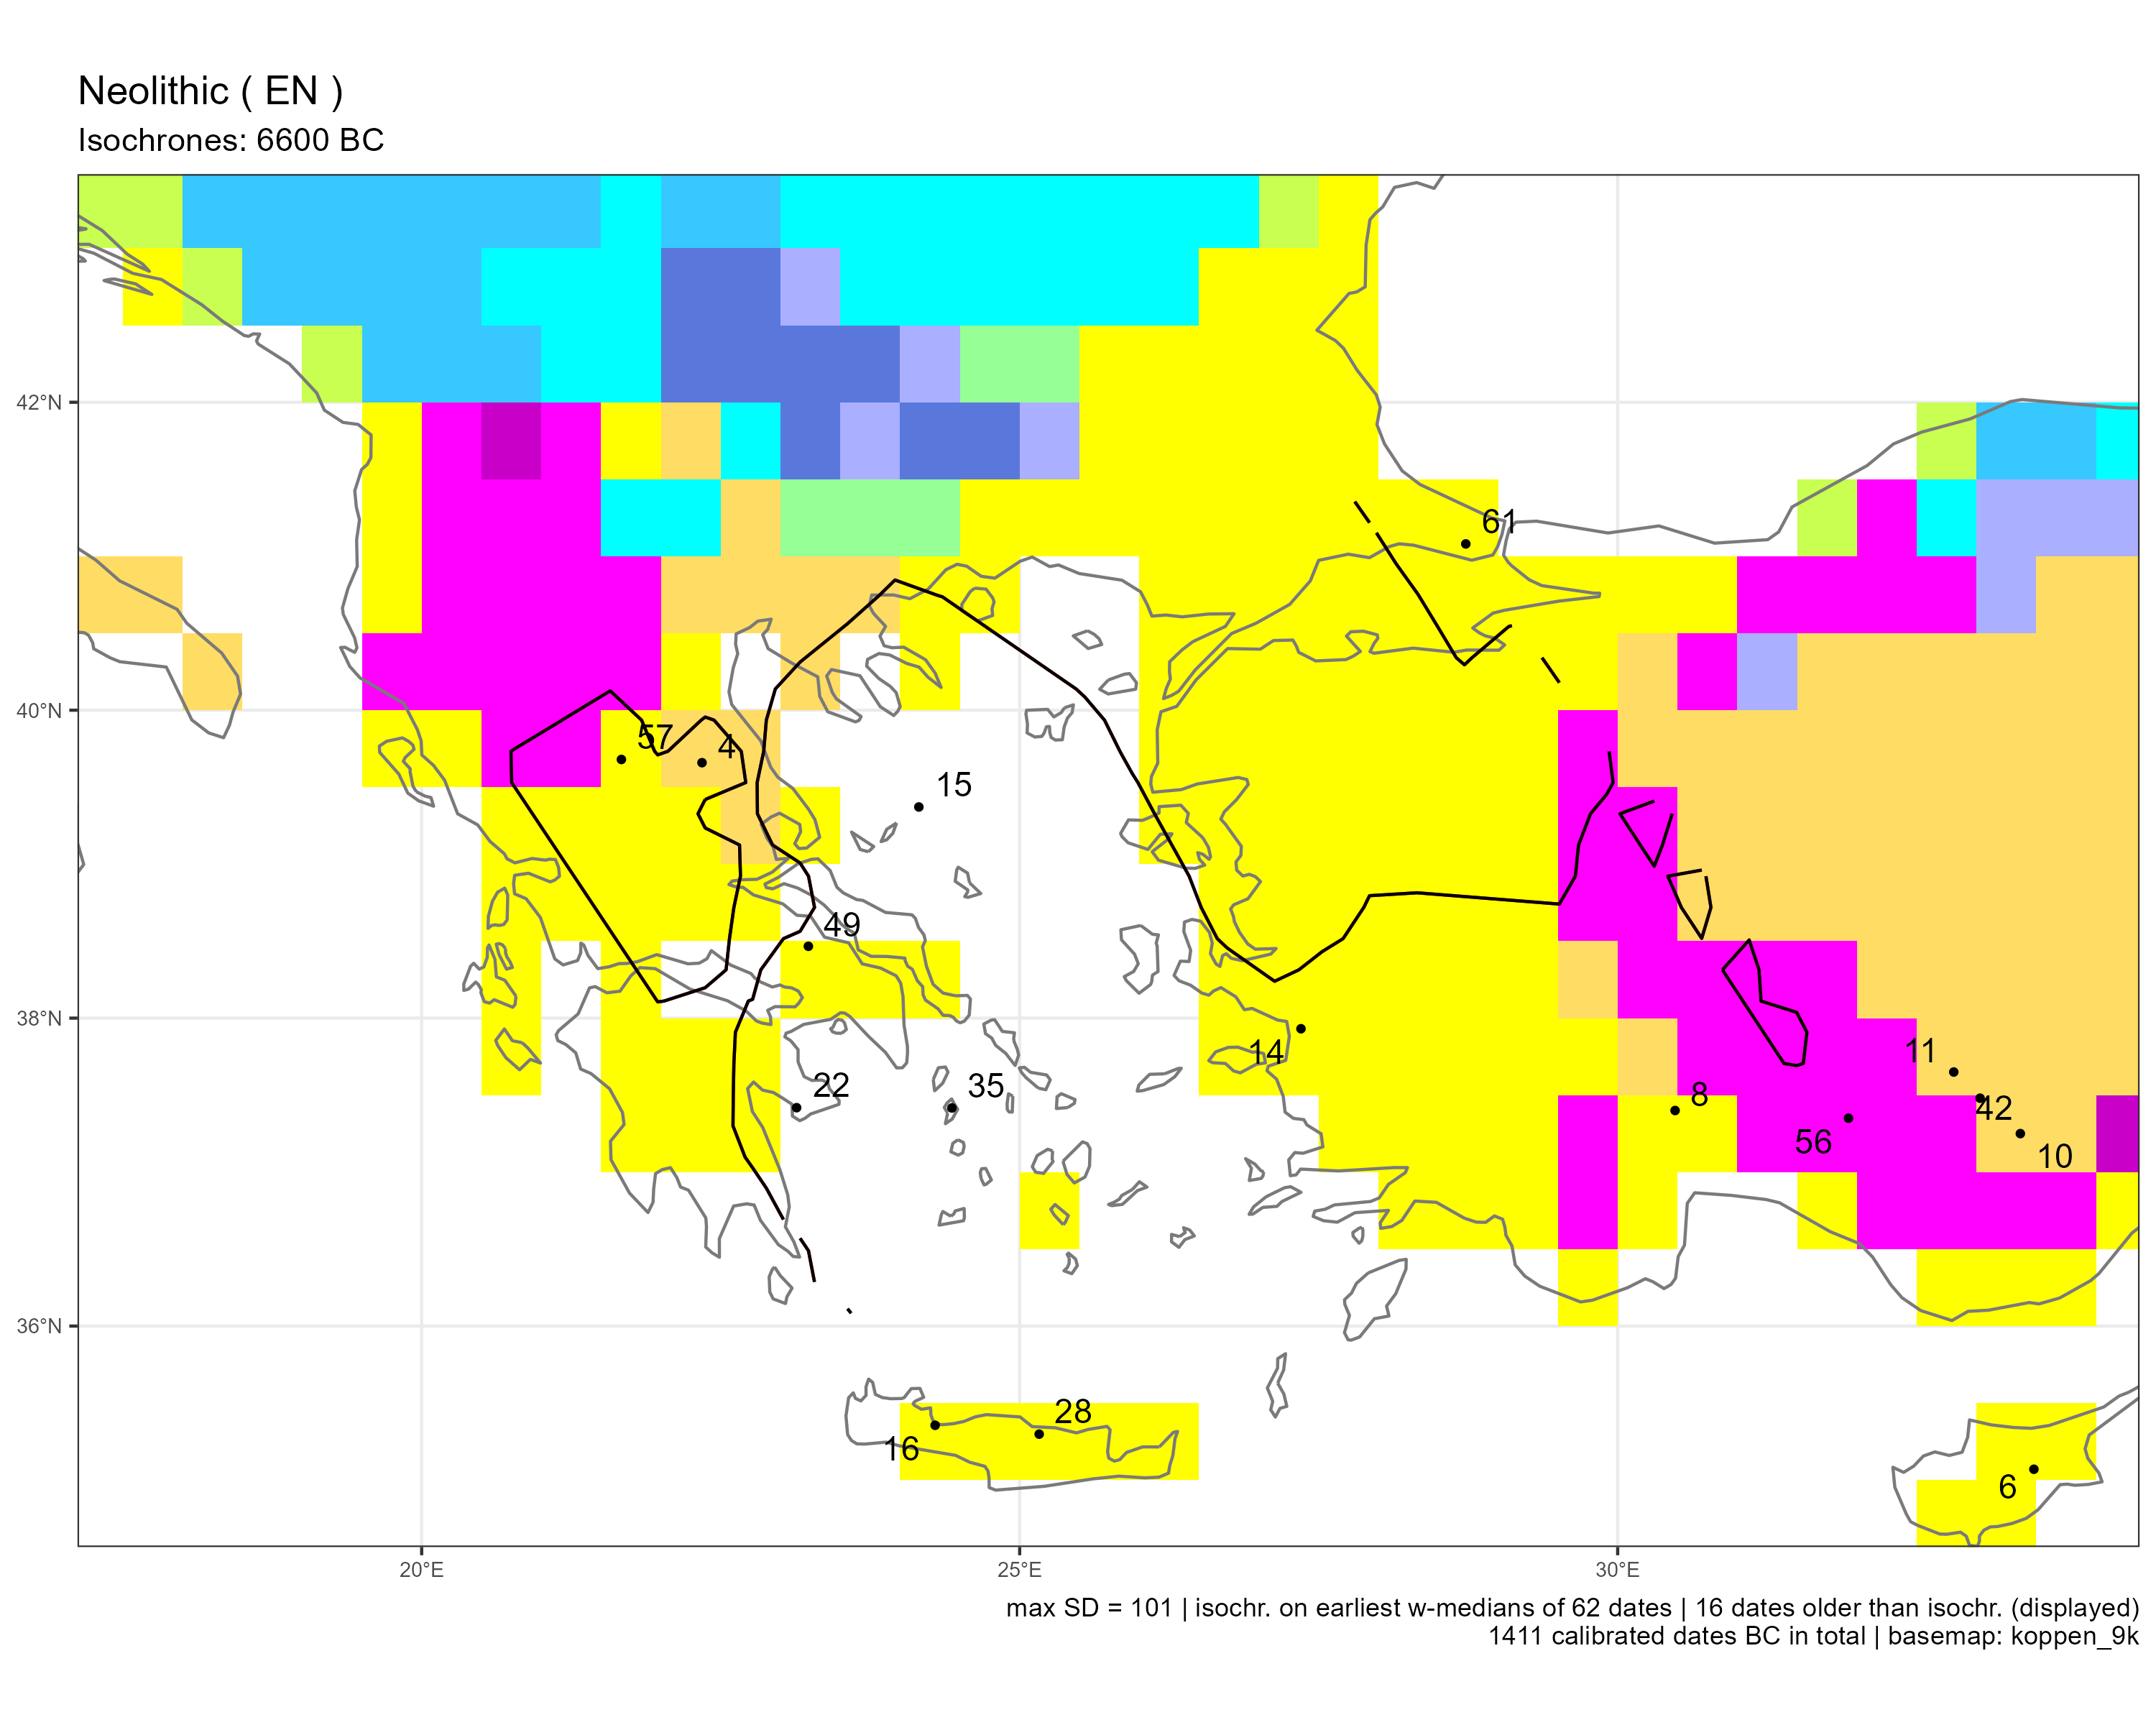 Neolithic ( EN )
Isochrones: 6600 BC
42°N
61
40°N
57
4
15
49
38°N
14
11
22
35
8
42
56
10
36°N
28
16
6
20°E
25°E
30°E
max SD = 101 | isochr. on earliest w-medians of 62 dates | 16 dates older than isochr. (displayed)
1411 calibrated dates BC in total | basemap: koppen_9k